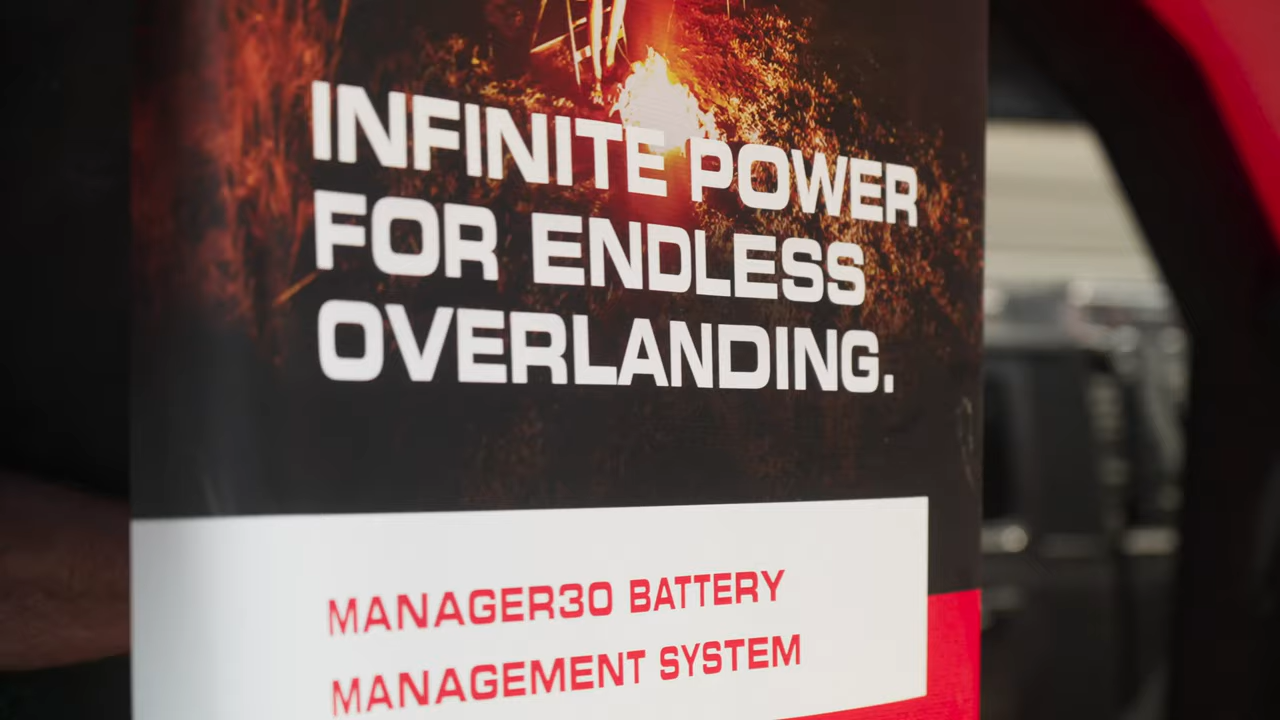 INFINITE POWER
FOR ENDLESS
OVERLANDING.
MANAGER30 BATTERY
MANAGEMENT SYSTEM